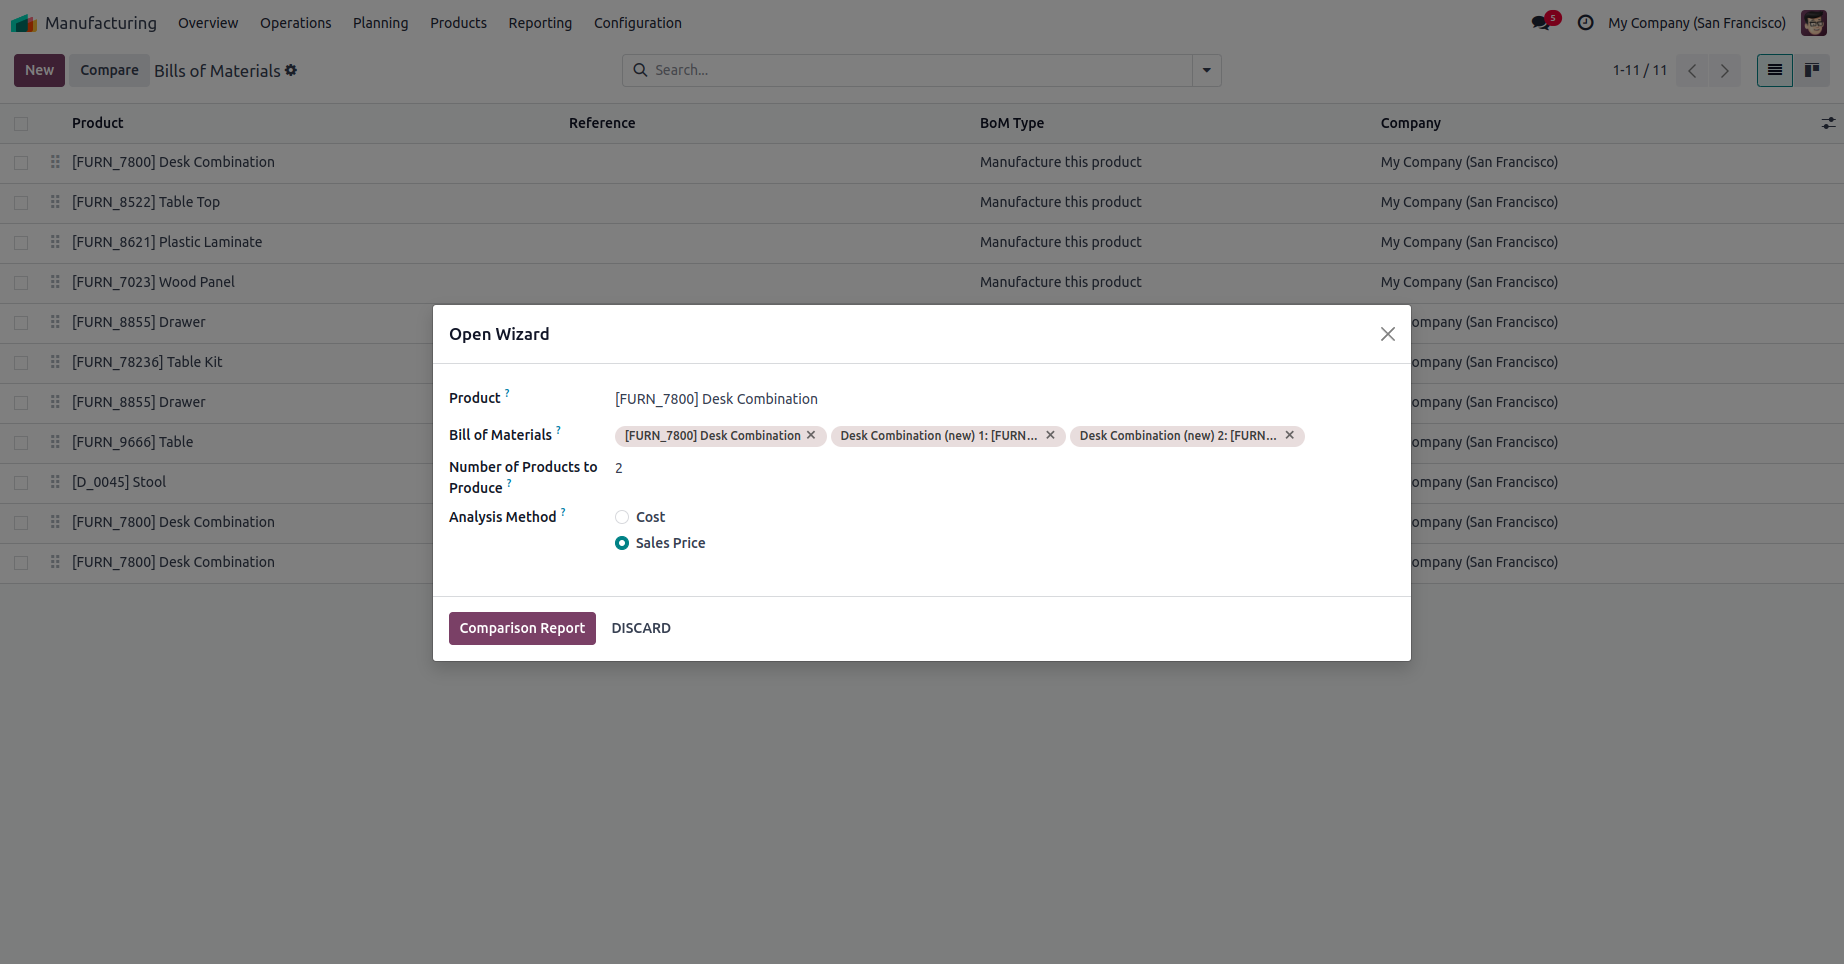 Manufacturing Overview Operations Planning Products Reporting Configuration 5 My Company (San Francisco)
New Compare Bills of Materials Search... 1-11 / 11
Product Reference BoM Type Company
[FURN_7800] Desk Combination Manufacture this product My Company (San Francisco)
[FURN_8522] Table Top Manufacture this product My Company (San Francisco)
[FURN_8621] Plastic Laminate Manufacture this product My Company (San Francisco)
[FURN_7023] Wood Panel Manufacture this product My Company (San Francisco)
[FURN_8855] Drawer ompany (San Francisco)
[FURN_78236] Table Kit ompany (San Francisco)
[FURN_8855] Drawer ompany (San Francisco)
[FURN_9666] Table ompany (San Francisco)
[D_0045] Stool ompany (San Francisco)
[FURN_7800] Desk Combination ompany (San Francisco)
[FURN_7800] Desk Combination ompany (San Francisco)
Open Wizard
Product ? [FURN_7800] Desk Combination
Bill of Materials ? [FURN_7800] Desk Combination Desk Combination (new) 1: [FURN... Desk Combination (new) 2: [FURN...
Number of Products to 2
Produce ?
Analysis Method ? Cost
Sales Price
Comparison Report DISCARD